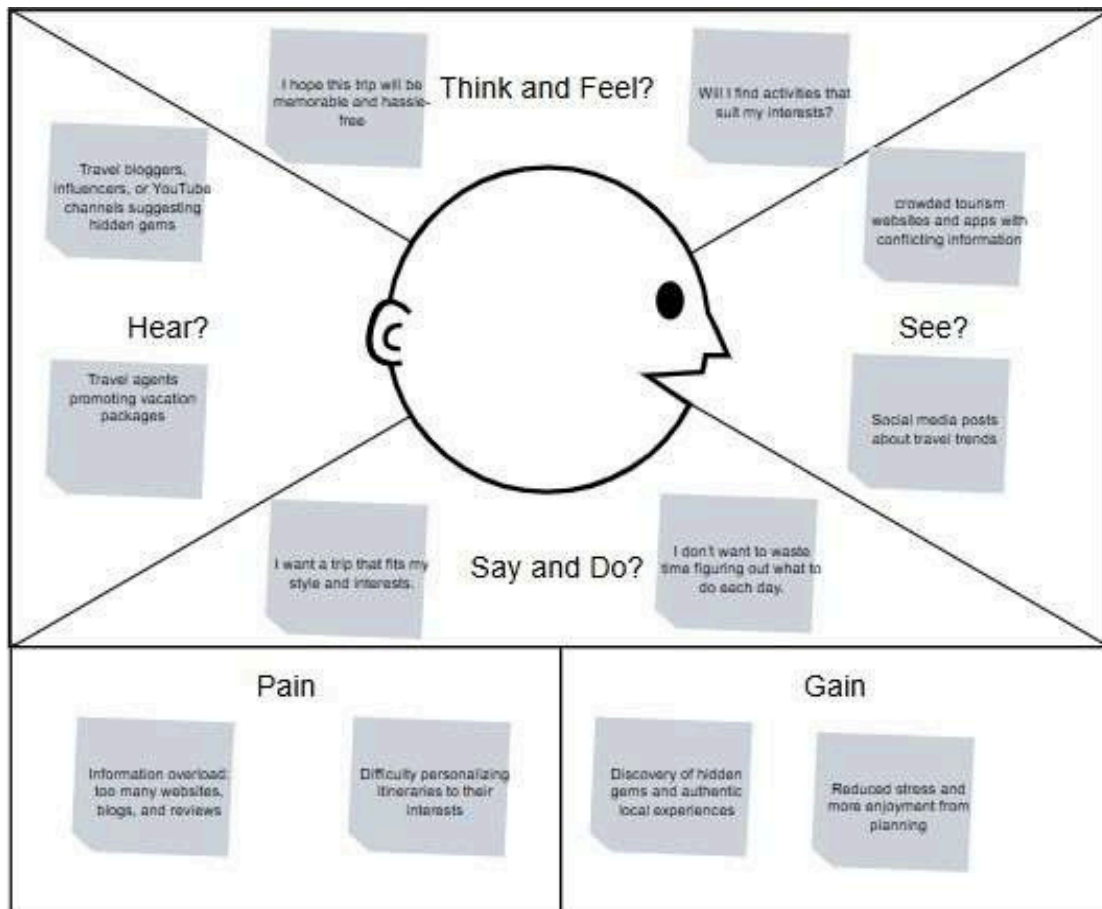 I hope this trip will be
memorable and hassle-
free
Think and Feel?
Will I find activities that
suit my interests?
Travel bloggers,
influencers, or YouTube
channels suggesting
hidden gems
crowded tourism
websites and apps with
conflicting information
Hear?
See?
Travel agents
promoting vacation
packages
Social media posts
about travel trends
I want a trip that fits my
style and interests.
Say and Do?
I don't want to waste
time figuring out what to
do each day.
Pain
Gain
Information overload:
too many websites,
blogs, and reviews
Difficulty personalizing
itineraries to their
interests
Discovery of hidden
gems and authentic
local experiences
Reduced stress and
more enjoyment from
planning